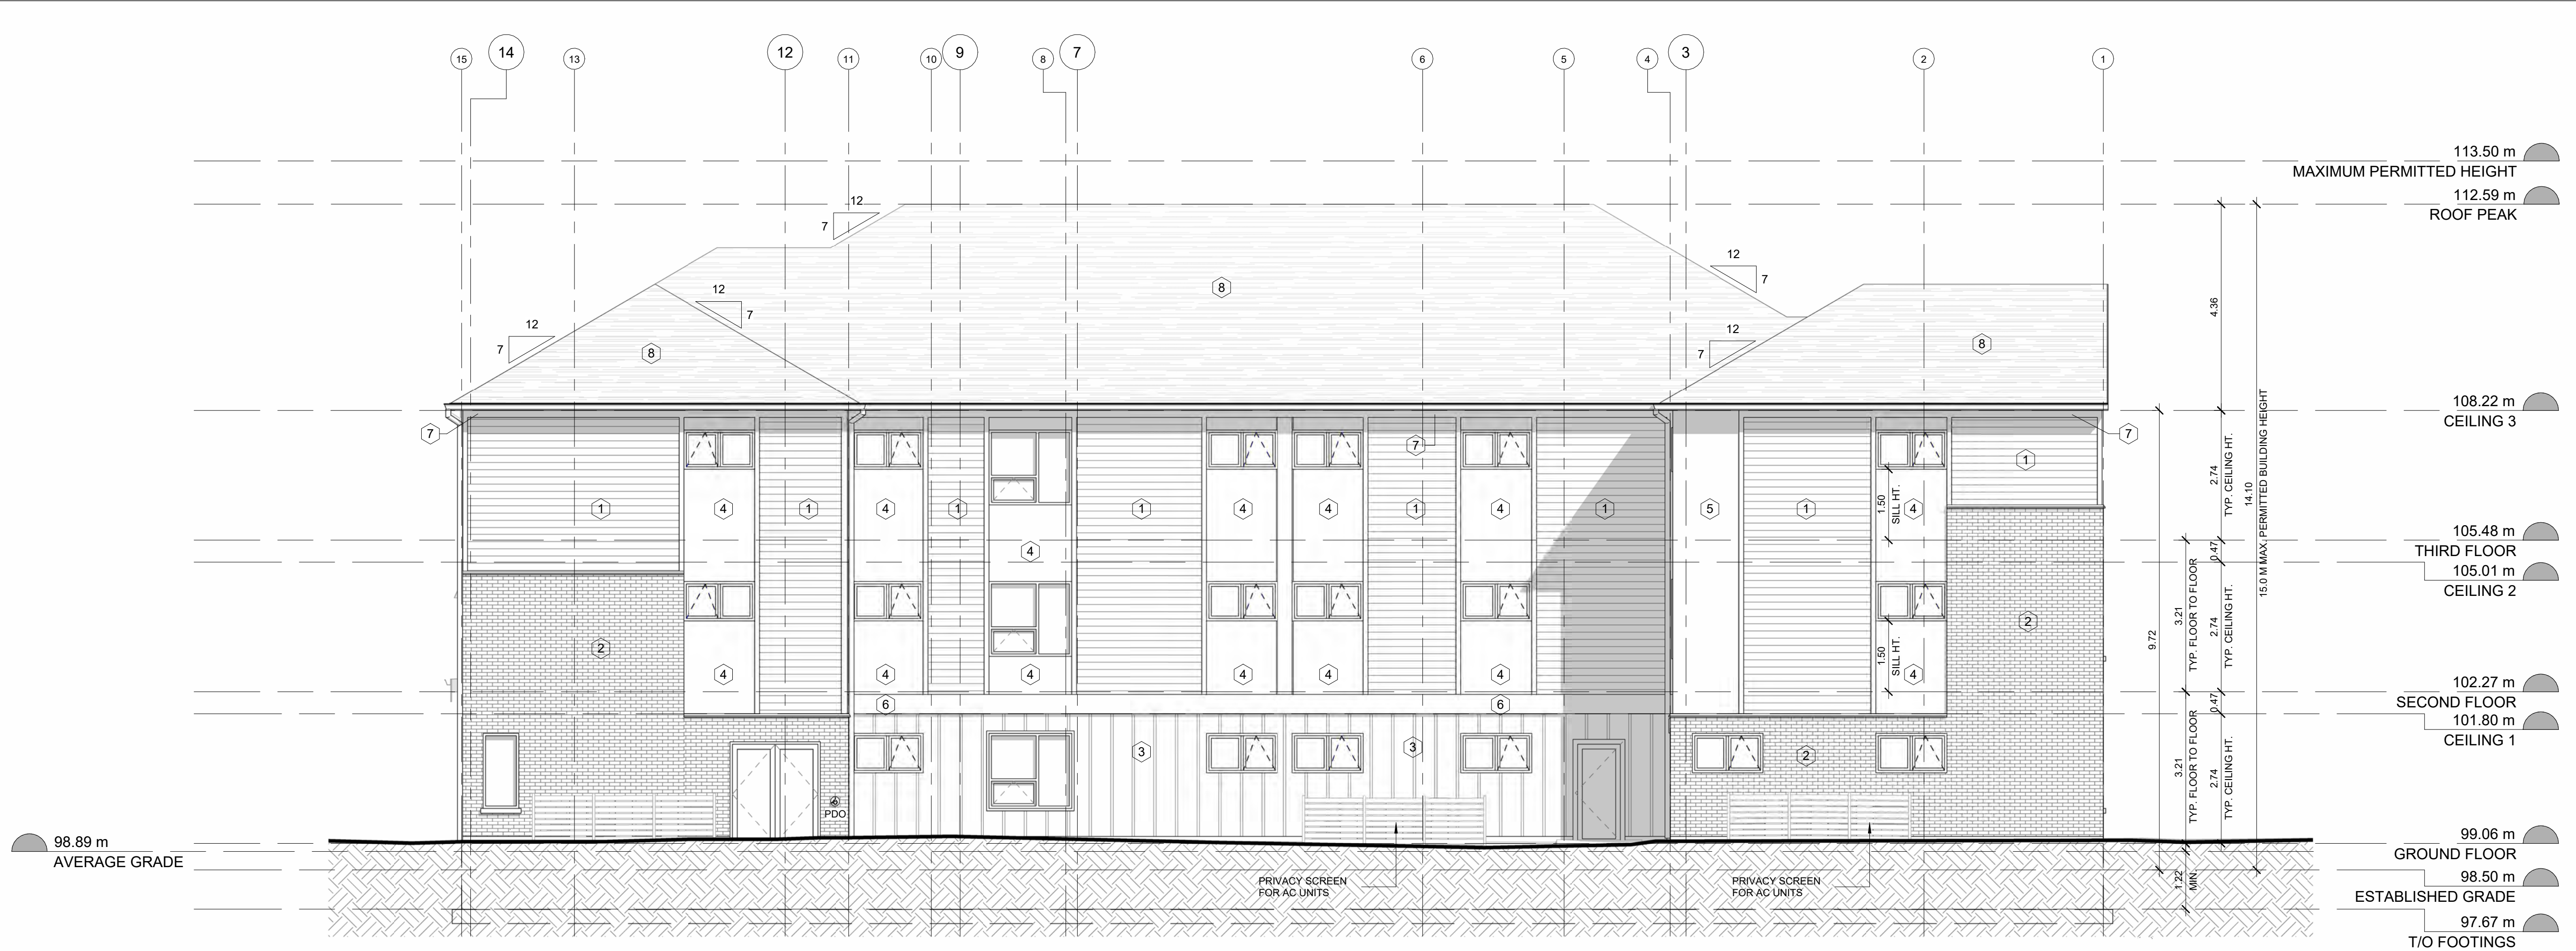 15
14
13
12
11
10
9
8
7
6
5
4
3
2
1
113.50 m
MAXIMUM PERMITTED HEIGHT
112.59 m
ROOF PEAK
12
7
12
7
12
7
12
7
12
7
8
8
8
4.36
108.22 m
CEILING 3
7
7
7
1
1
4
1
4
1
1
4
4
1
4
1
5
1
4
1.50
SILL HT.
2.74
TYP. CEILING HT.
14.10
15.0 M MAX. PERMITTED BUILDING HEIGHT
105.48 m
THIRD FLOOR
4
0.47
105.01 m
CEILING 2
2
2
3.21
TYP. FLOOR TO FLOOR
2.74
TYP. CEILING HT.
9.72
4
4
4
4
4
4
4
1.50
SILL HT.
102.27 m
SECOND FLOOR
6
6
0.47
101.80 m
CEILING 1
3
3
2
3.21
TYP. FLOOR TO FLOOR
2.74
TYP. CEILING HT.
PDO
98.89 m
AVERAGE GRADE
99.06 m
GROUND FLOOR
PRIVACY SCREEN
FOR AC UNITS
PRIVACY SCREEN
FOR AC UNITS
1.22
MIN.
98.50 m
ESTABLISHED GRADE
97.67 m
T/O FOOTINGS